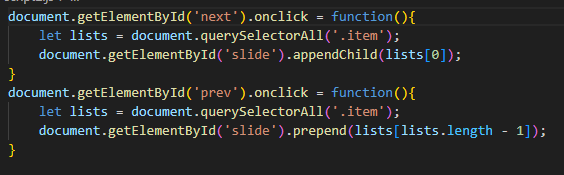 document.getElementById('next').onclick = function(){
    let lists = document.querySelectorAll('.item');
    document.getElementById('slide').appendChild(lists[0]);
}
document.getElementById('prev').onclick = function(){
    let lists = document.querySelectorAll('.item');
    document.getElementById('slide').prepend(lists[lists.length - 1]);
}